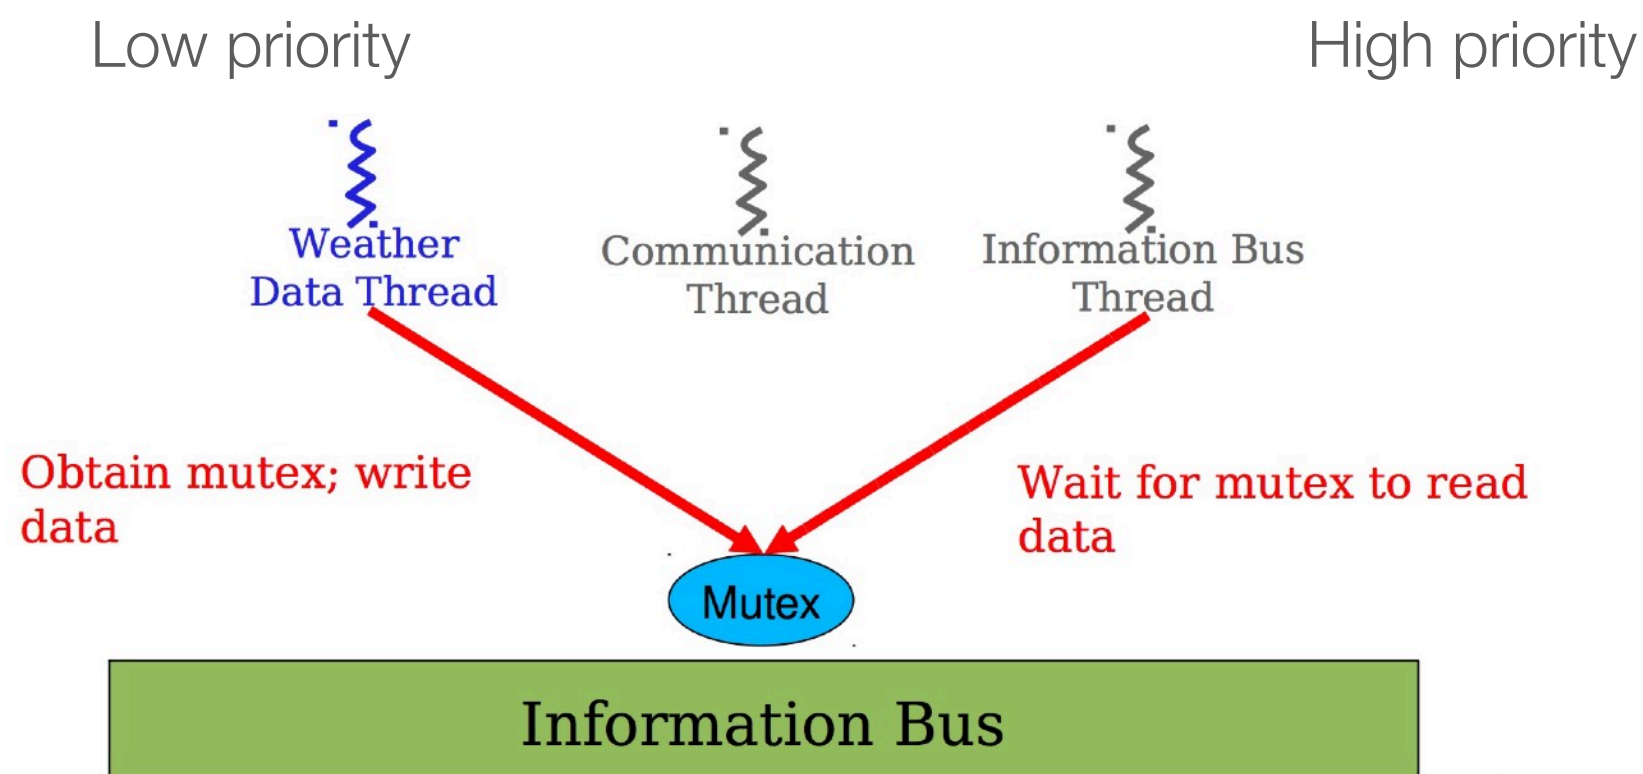 Low priority
High priority
Weather
Data Thread
Communication
Thread
Information Bus
Thread
Obtain mutex; write
data
Wait for mutex to read
data
Mutex
Information Bus